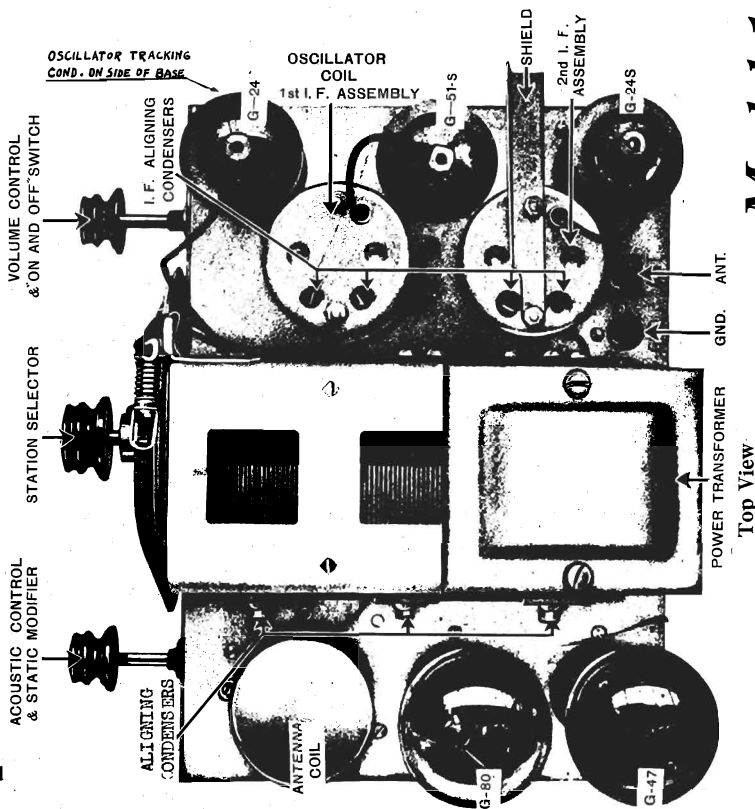 ACOUSTIC CONTROL
& STATIC MODIFIER
STATION SELECTOR
VOLUME CONTROL
& "ON AND OFF" SWITCH
OSCILLATOR TRACKING
COND. ON SIDE OF BASE
ALIGNING
CONDENSERS
I.F. ALIGNING
CONDENSERS
G-24
OSCILLATOR
COIL
1st I. F. ASSEMBLY
ANTENNA
COIL
G-51-S
SHIELD
2nd I. F.
ASSEMBLY
G-80
G-24S
G-47
GND.
ANT.
POWER TRANSFORMER
Top View